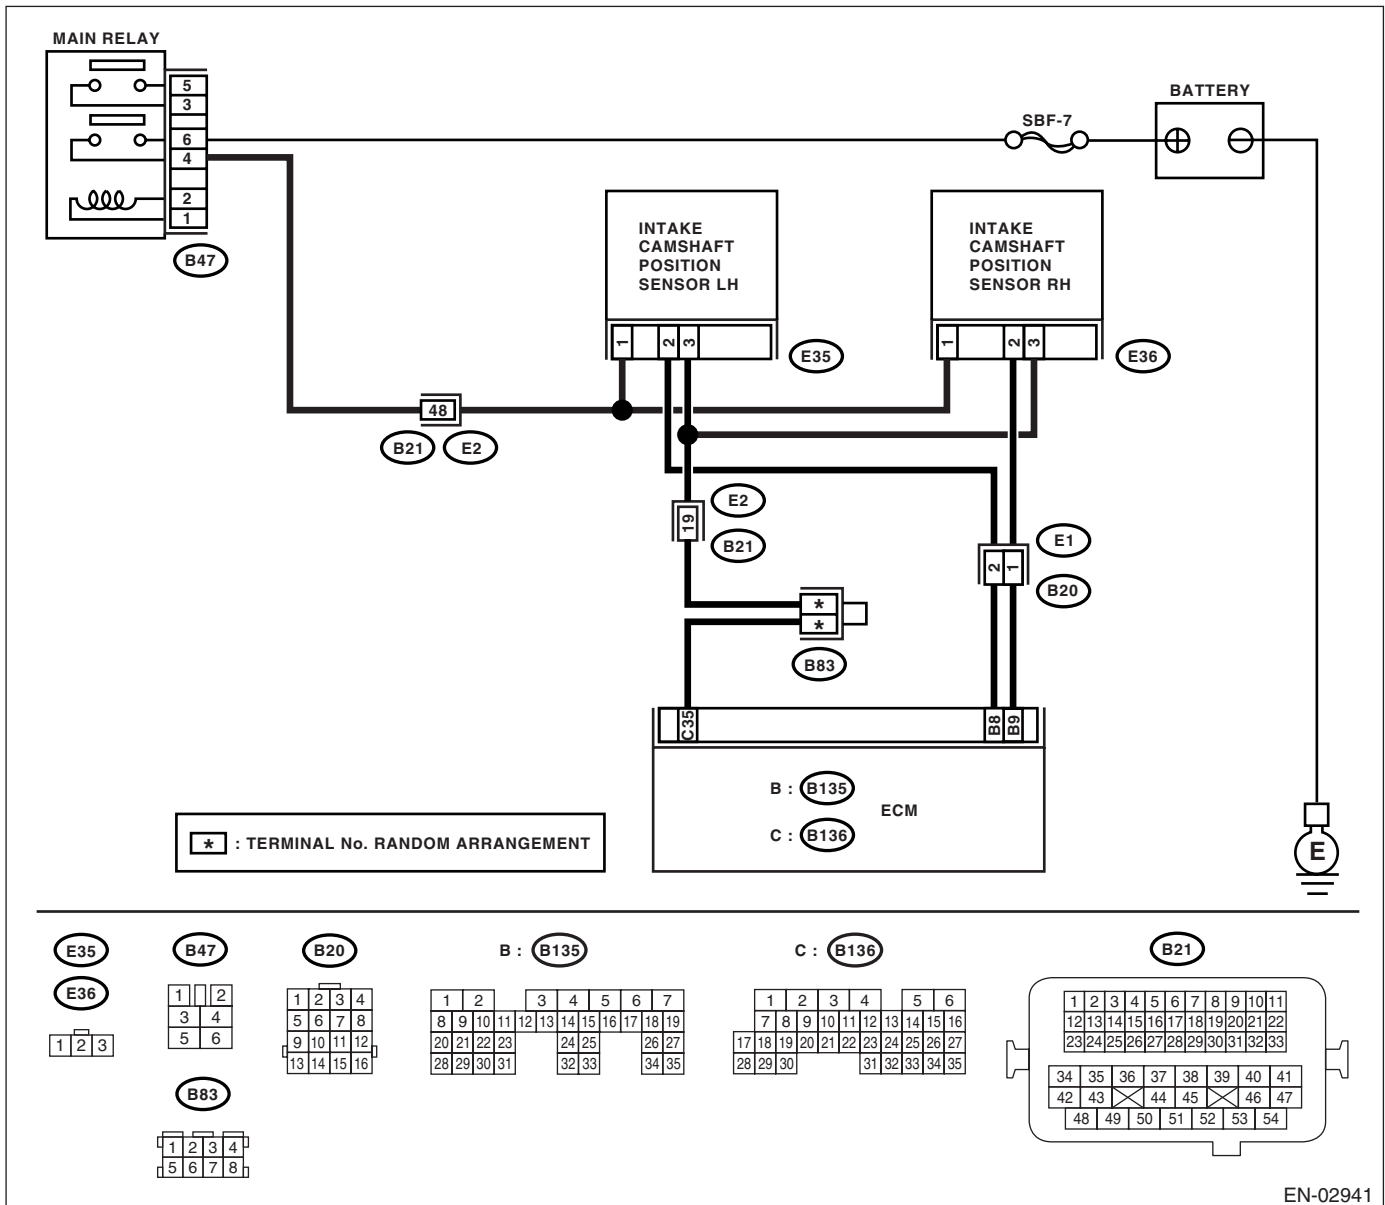 MAIN RELAY
5
3
6
4
2
1
B47
SBF-7
BATTERY
INTAKE
CAMSHAFT
POSITION
SENSOR LH
1 2 3
E35
INTAKE
CAMSHAFT
POSITION
SENSOR RH
1 2 3
E36
48
B21 E2
E2
19
B21
E1
2 1
B20
*
*
B83
C35 B8 B9
B : B135
ECM
C : B136
* : TERMINAL No. RANDOM ARRANGEMENT
E
E35
E36
1 2 3
B47
1 2
3 4
5 6
B83
1 2 3 4
5 6 7 8
B20
1 2 3 4
5 6 7 8
9 10 11 12
13 14 15 16
B : B135
1 2 3 4 5 6 7
8 9 10 11 12 13 14 15 16 17 18 19
20 21 22 23 24 25 26 27
28 29 30 31 32 33 34 35
C : B136
1 2 3 4 5 6
7 8 9 10 11 12 13 14 15 16
17 18 19 20 21 22 23 24 25 26 27
28 29 30 31 32 33 34 35
B21
1 2 3 4 5 6 7 8 9 10 11
12 13 14 15 16 17 18 19 20 21 22
23 24 25 26 27 28 29 30 31 32 33
34 35 36 37 38 39 40 41
42 43 44 45 46 47
48 49 50 51 52 53 54
EN-02941